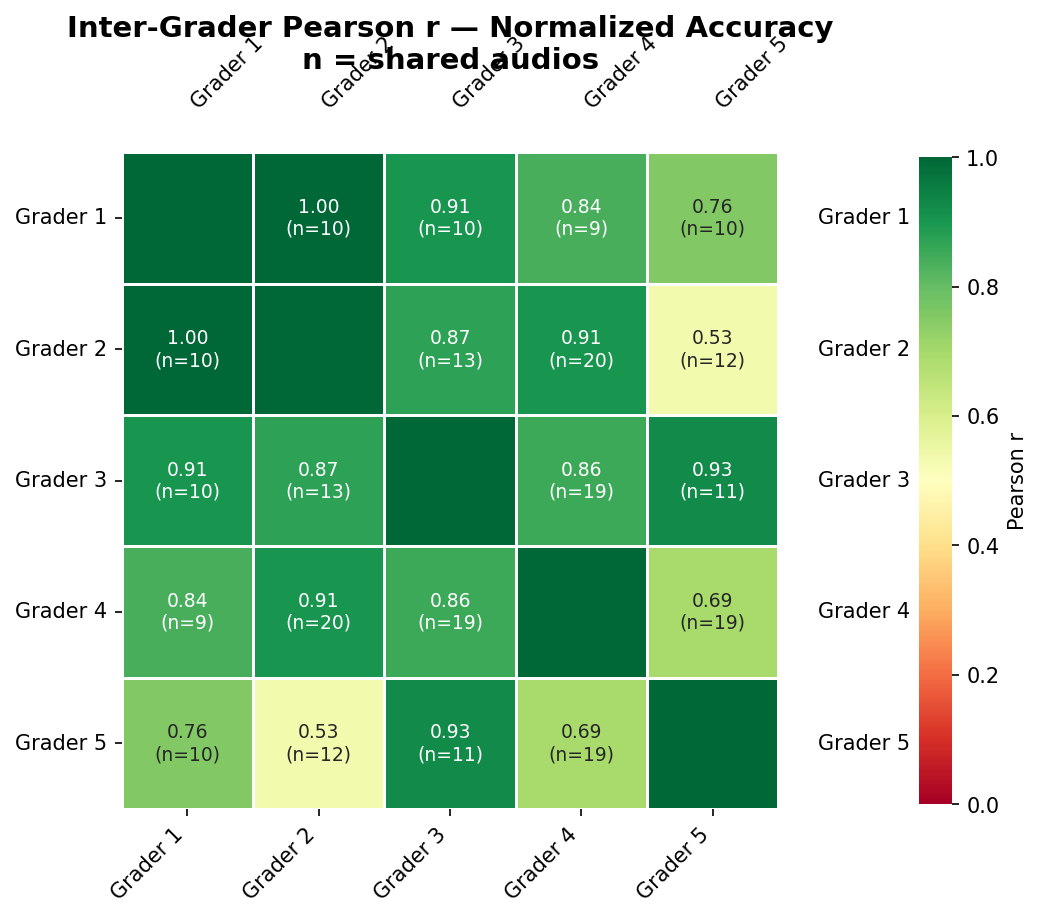 Inter-Grader Pearson r — Normalized Accuracy
n = shared audios
Grader 1
Grader 2
Grader 3
Grader 4
Grader 5
Grader 1
1.00
(n=10)
0.91
(n=10)
0.84
(n=9)
0.76
(n=10)
Grader 1
Grader 2
1.00
(n=10)
0.87
(n=13)
0.91
(n=20)
0.53
(n=12)
Grader 2
Grader 3
0.91
(n=10)
0.87
(n=13)
0.86
(n=19)
0.93
(n=11)
Grader 3
Grader 4
0.84
(n=9)
0.91
(n=20)
0.86
(n=19)
0.69
(n=19)
Grader 4
Grader 5
0.76
(n=10)
0.53
(n=12)
0.93
(n=11)
0.69
(n=19)
Grader 5
Grader 1
Grader 2
Grader 3
Grader 4
Grader 5
1.0
0.8
0.6
0.4
0.2
0.0
Pearson r